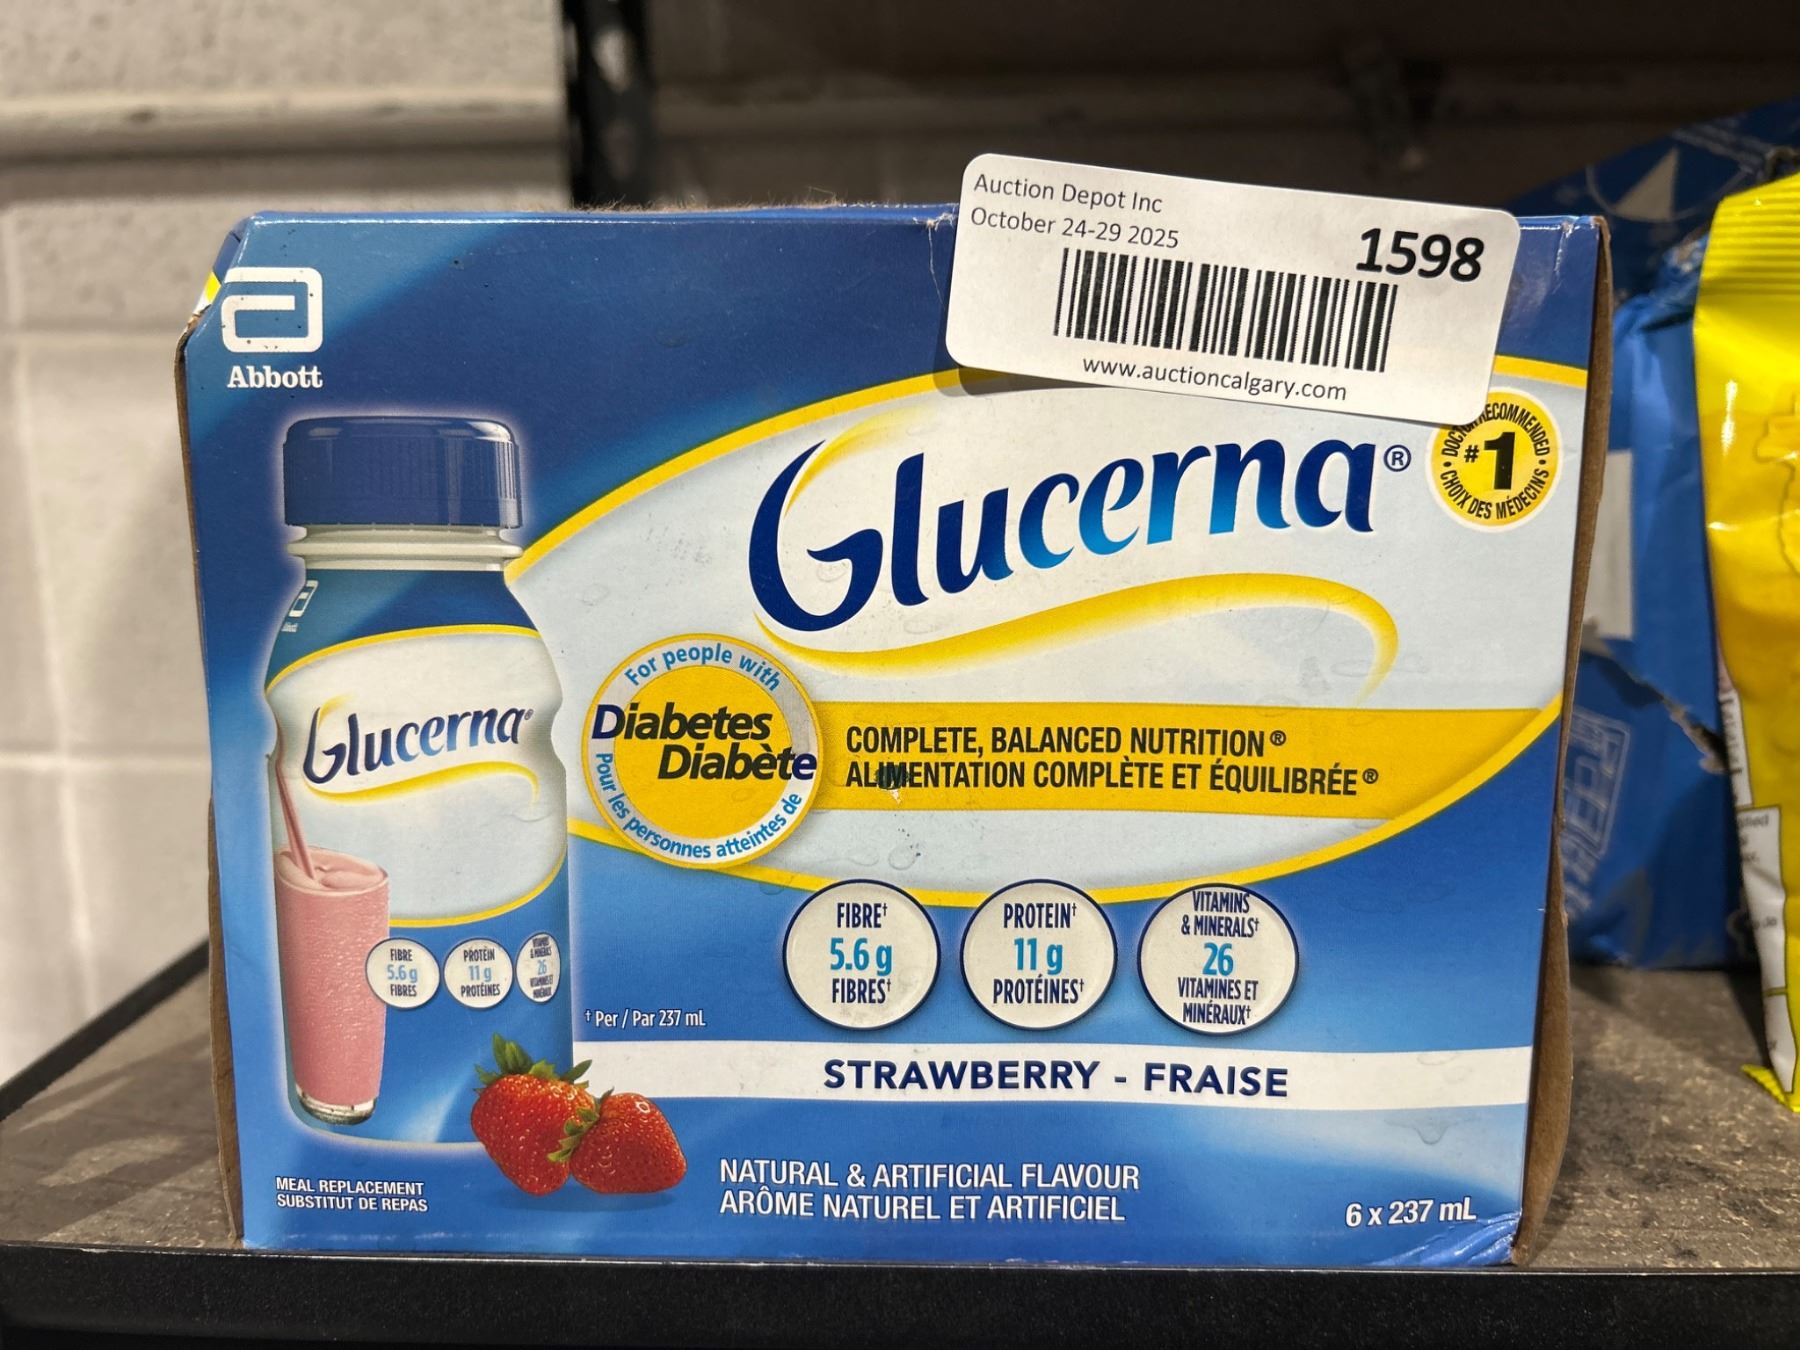 Auction Depot Inc
October 24-29 2025
1598
www.auctioncalgary.com
Abbott
Glucerna®
RECOMMENDED
#1
CHOIX DES MÉDECINS
For people with
Diabetes
Diabète
Pour les personnes atteintes de
COMPLETE, BALANCED NUTRITION®
ALIMENTATION COMPLÈTE ET ÉQUILIBRÉE®
Glucerna®
FIBRE
5.6 g
FIBRES
PROTEIN
11 g
PROTÉINES
26
FIBRE†
5.6 g
FIBRES†
PROTEIN†
11 g
PROTÉINES†
VITAMINS
& MINERALS†
26
VITAMINES ET
MINÉRAUX†
† Per / Par 237 mL
STRAWBERRY - FRAISE
MEAL REPLACEMENT
SUBSTITUT DE REPAS
NATURAL & ARTIFICIAL FLAVOUR
ARÔME NATUREL ET ARTIFICIEL
6 x 237 mL